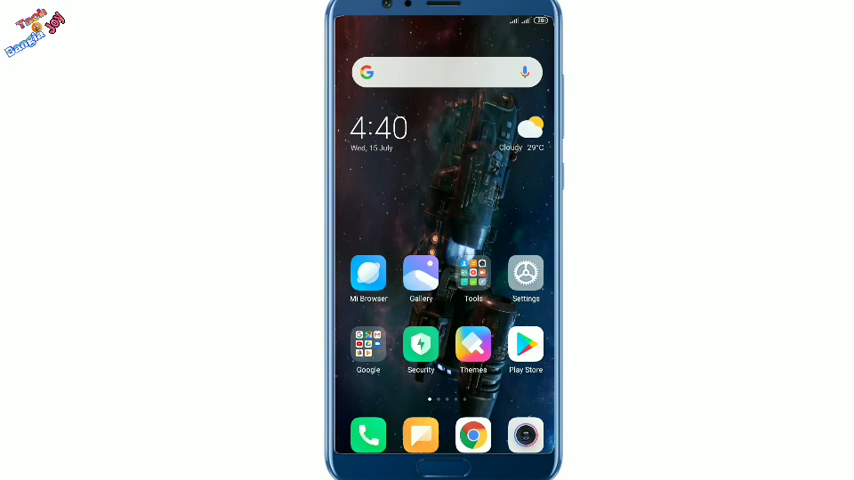 Tech
Bangla
Joy
4:40
Wed, 15 July
Cloudy 29°C
Mi Browser
Gallery
Tools
Settings
Google
Security
Themes
Play Store